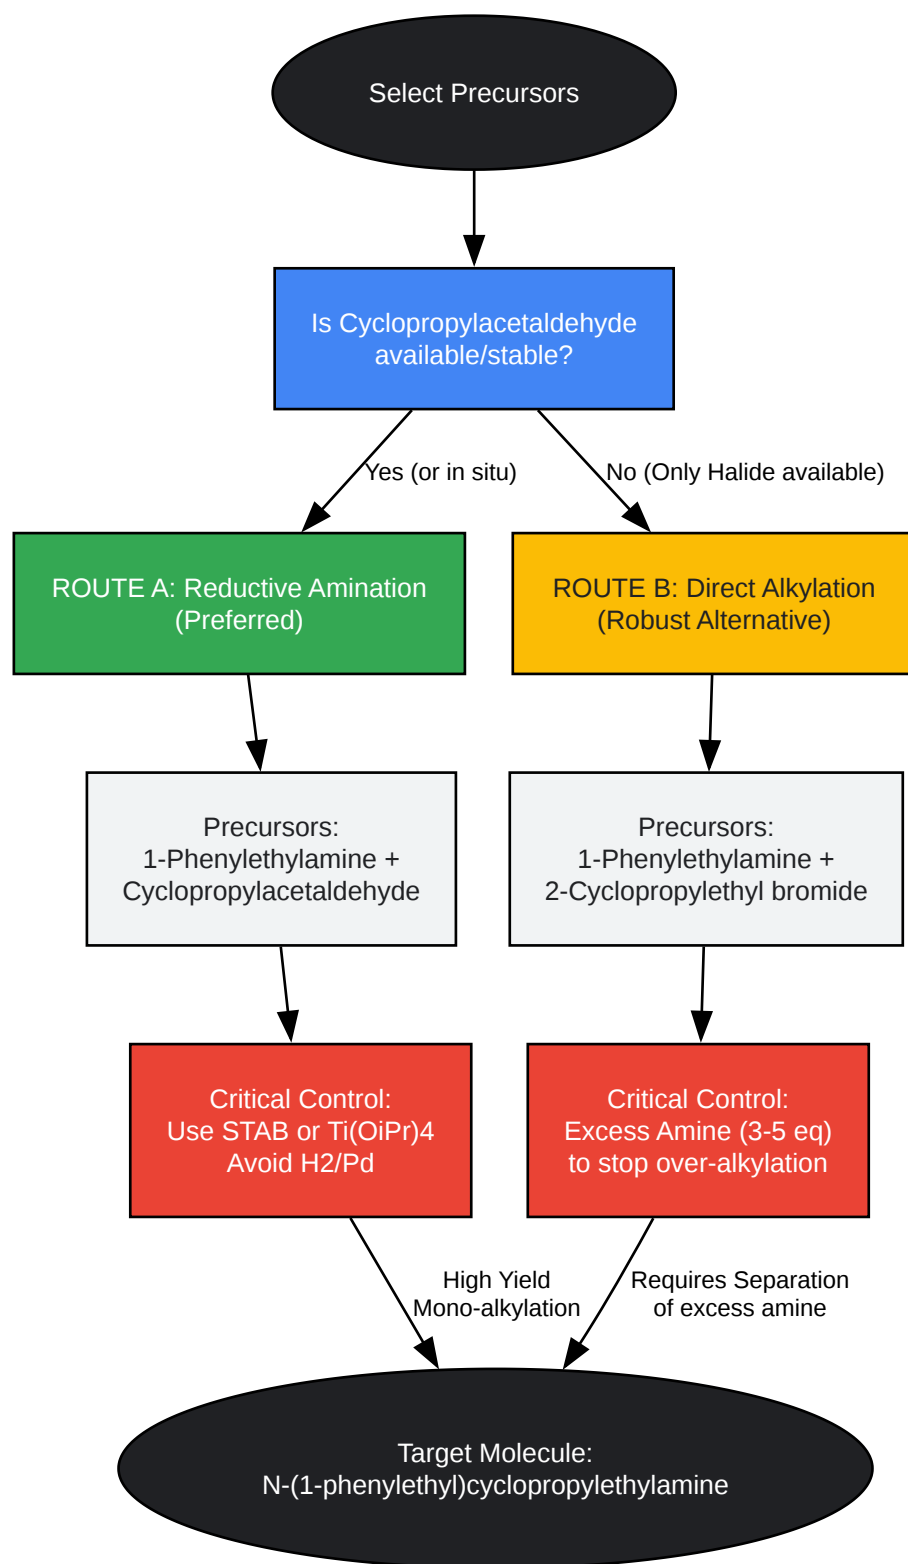 Select Precursors
Is Cyclopropylacetaldehyde
available/stable?
Yes (or in situ)
No (Only Halide available)
ROUTE A: Reductive Amination
(Preferred)
ROUTE B: Direct Alkylation
(Robust Alternative)
Precursors:
1-Phenylethylamine +
Cyclopropylacetaldehyde
Precursors:
1-Phenylethylamine +
2-Cyclopropylethyl bromide
Critical Control:
Use STAB or Ti(OiPr)4
Avoid H2/Pd
Critical Control:
Excess Amine (3-5 eq)
to stop over-alkylation
High Yield
Mono-alkylation
Requires Separation
of excess amine
Target Molecule:
N-(1-phenylethyl)cyclopropylethylamine